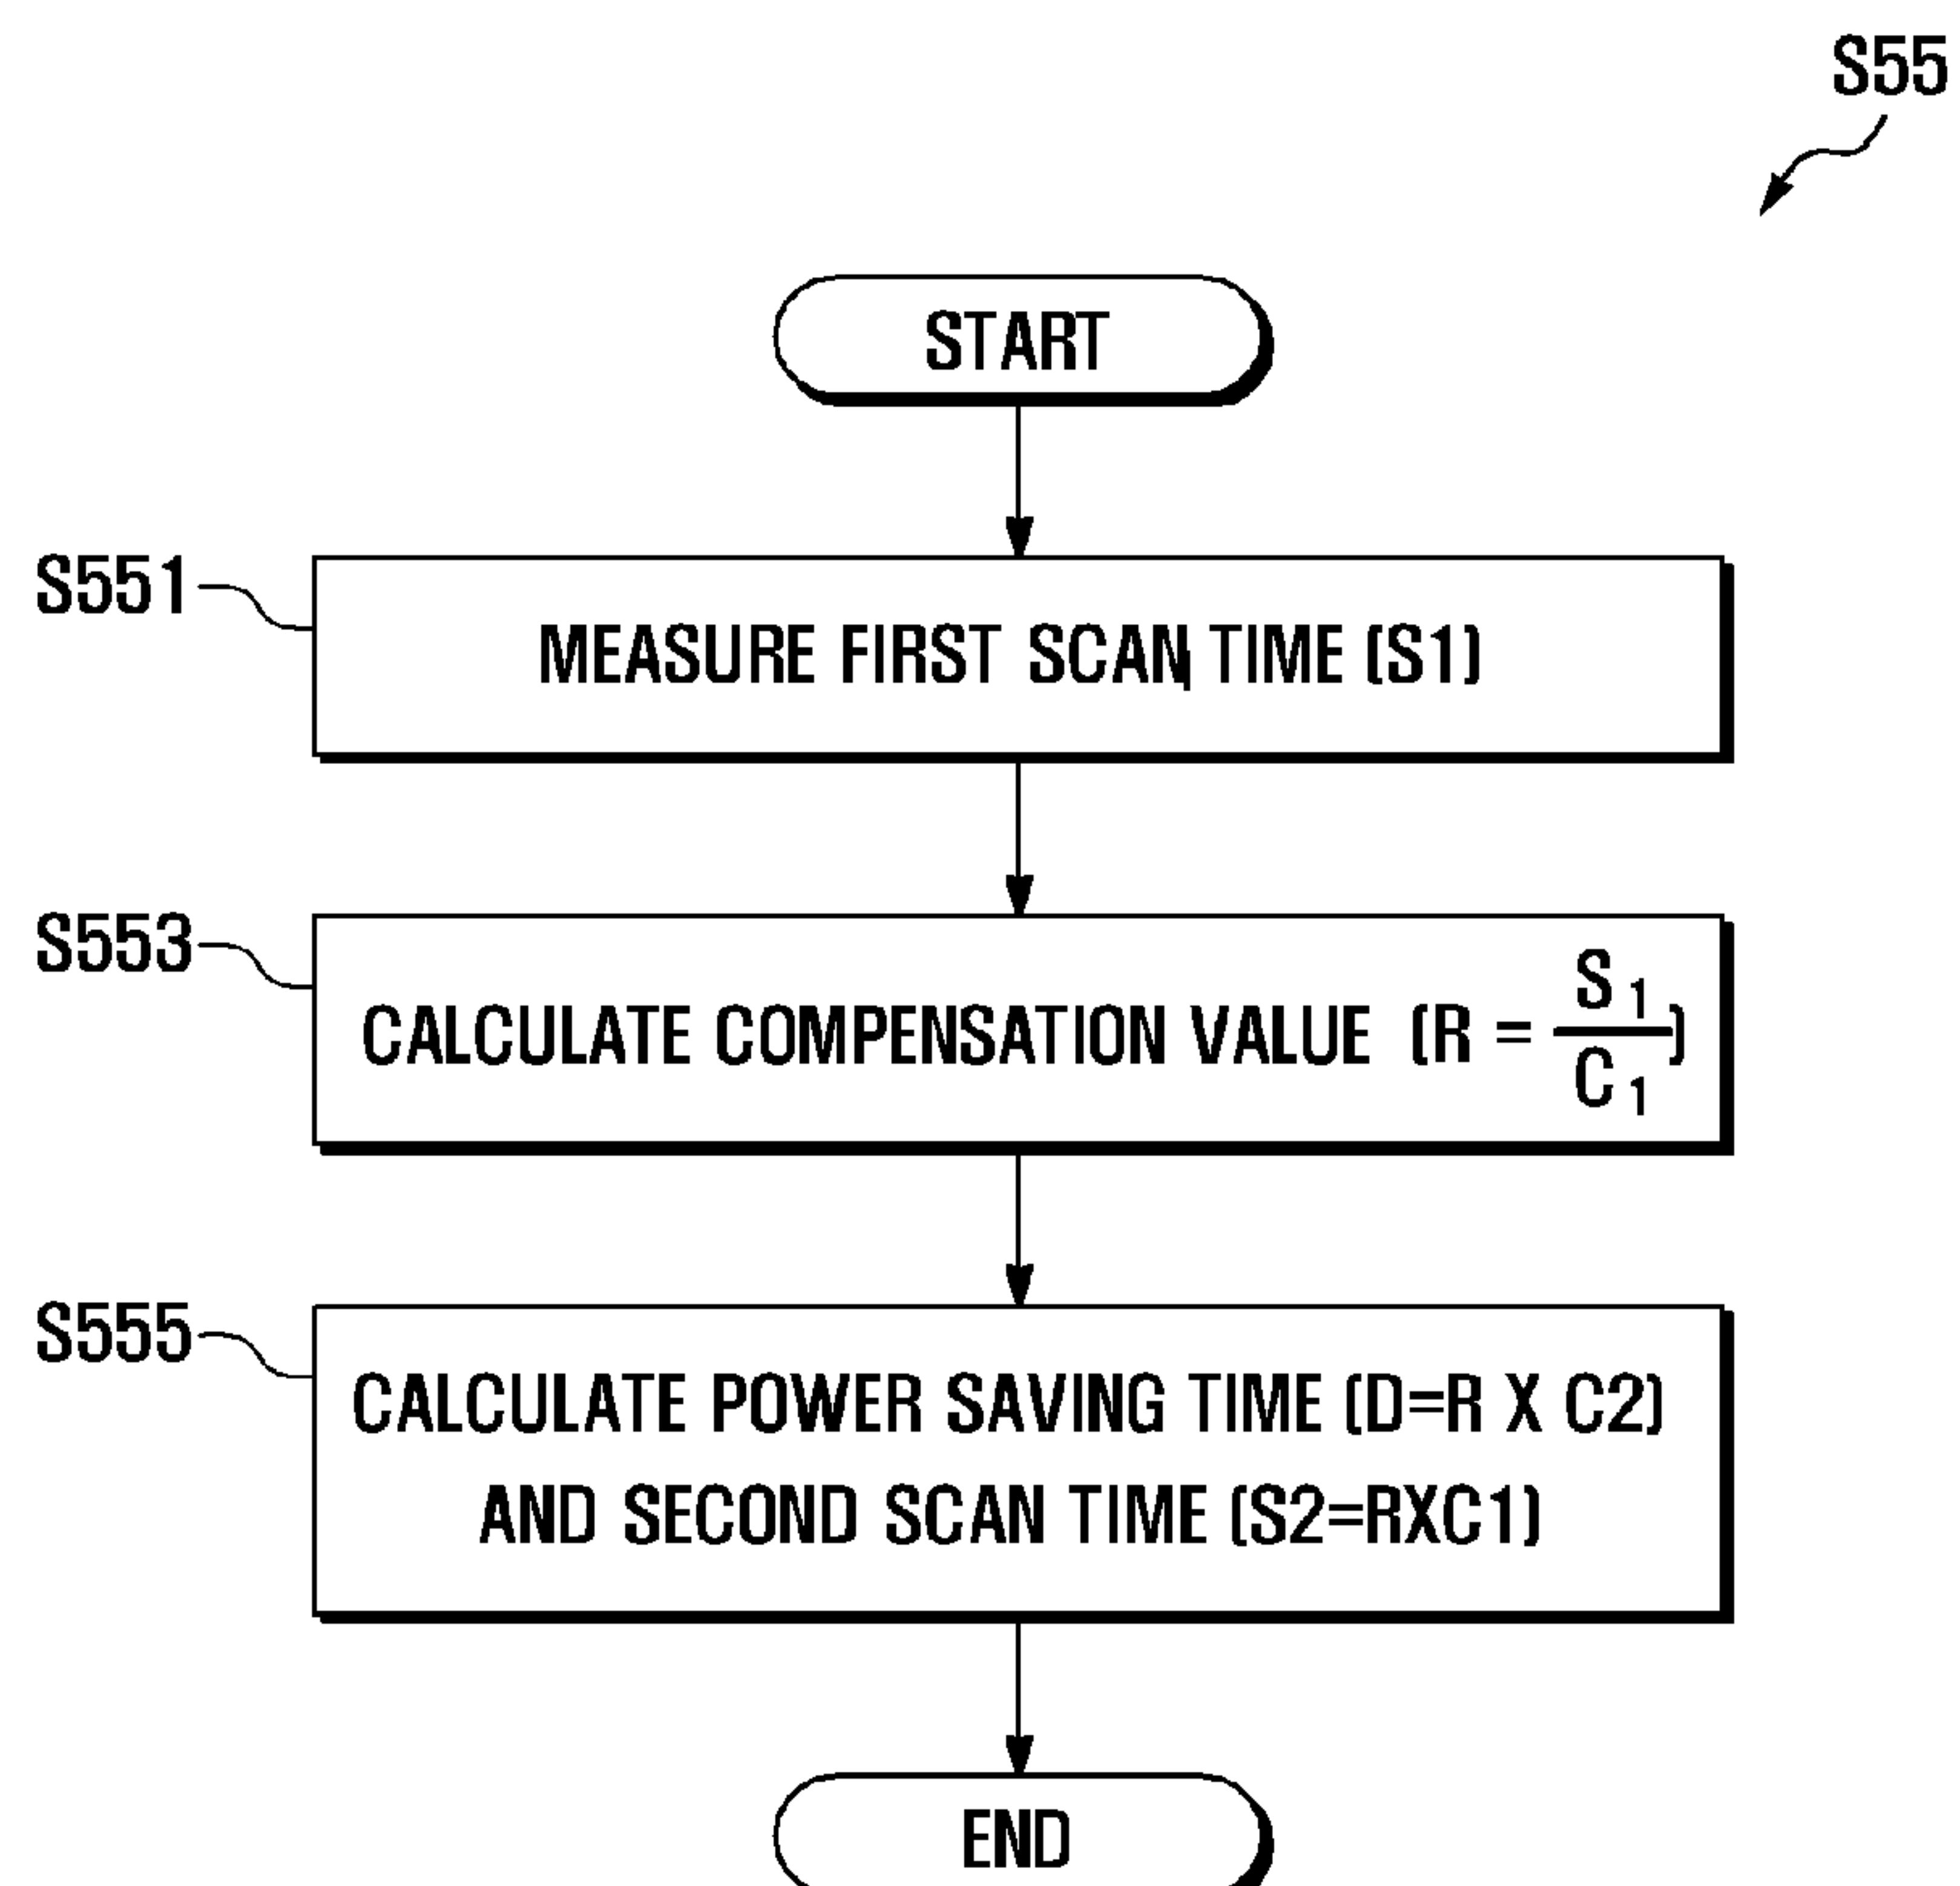 S55
START
S551
MEASURE FIRST SCAN TIME (S1)
S553
CALCULATE COMPENSATION VALUE (R = S1/C1)
S555
CALCULATE POWER SAVING TIME (D=R X C2)
AND SECOND SCAN TIME (S2=RXC1)
END